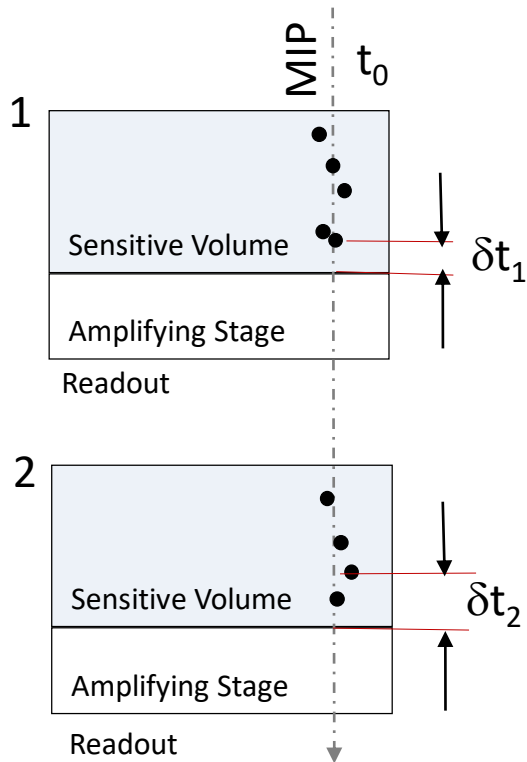 MIP
t₀
1
Sensitive Volume
δt₁
Amplifying Stage
Readout
2
Sensitive Volume
δt₂
Amplifying Stage
Readout